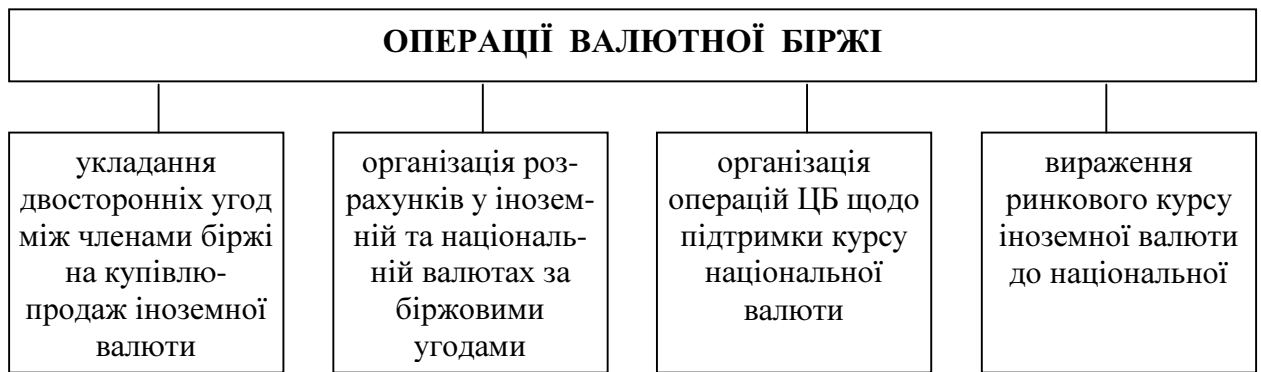 ОПЕРАЦІЇ ВАЛЮТНОЇ БІРЖІ
укладання
двосторонніх угод
між членами біржі
на купівлю-
продаж іноземної
валюти
організація роз-
рахунків у інозем-
ній та національ-
ній валютах за
біржовими
угодами
організація
операцій ЦБ щодо
підтримки курсу
національної
валюти
вираження
ринкового курсу
іноземної валюти
до національної